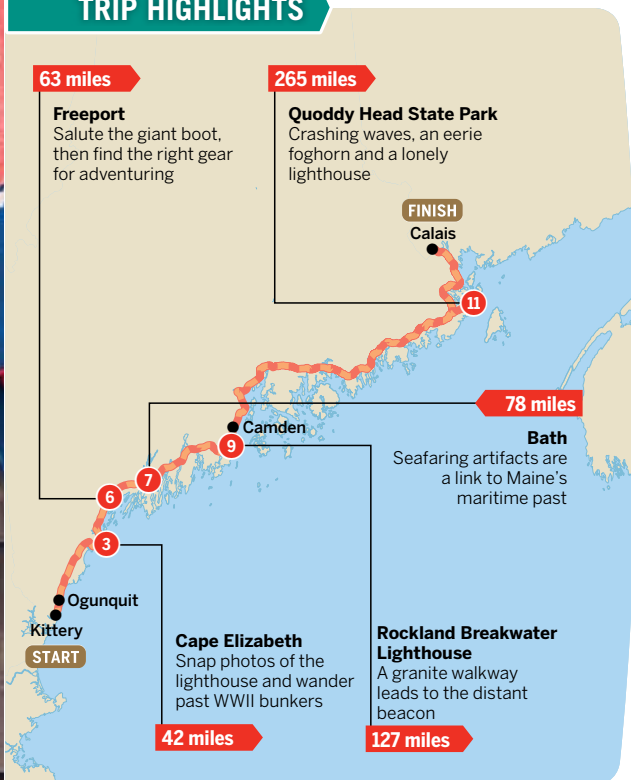 TRIP HIGHLIGHTS
63 miles
Freeport
Salute the giant boot,
then find the right gear
for adventuring
265 miles
Quoddy Head State Park
Crashing waves, an eerie
foghorn and a lonely
lighthouse
FINISH
Calais
11
78 miles
Bath
Seafaring artifacts are
a link to Maine's
maritime past
Camden
9
7
6
3
Ogunquit
Kittery
START
Cape Elizabeth
Snap photos of the
lighthouse and wander
past WWII bunkers
42 miles
Rockland Breakwater
Lighthouse
A granite walkway
leads to the distant
beacon
127 miles